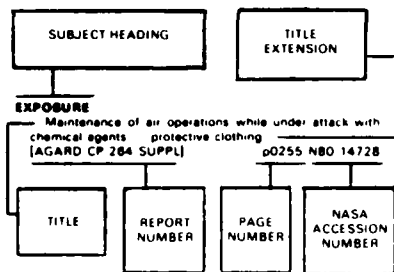 SUBJECT HEADING
TITLE
EXTENSION
EXPOSURE
Maintenance of air operations while under attack with
chemical agents protective clothing
[AGARD CP 264 SUPPL] p0255 N80 14728
TITLE
REPORT
NUMBER
PAGE
NUMBER
NASA
ACCESSION
NUMBER